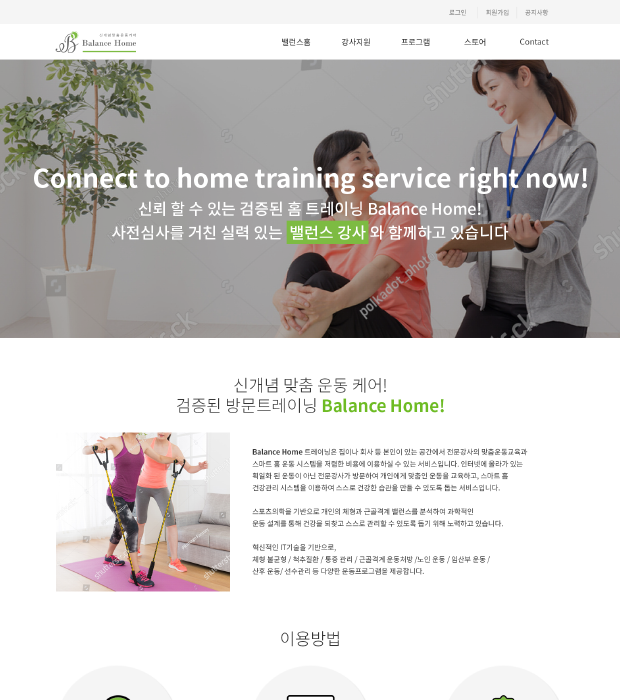 로그인 회원가입 공지사항
신개념맞춤운동케어
Balance Home
밸런스홈 강사지원 프로그램 스토어 Contact
Connect to home training service right now!
신뢰 할 수 있는 검증된 홈 트레이닝 Balance Home!
사전심사를 거친 실력 있는 밸런스 강사 와 함께하고 있습니다
shutterstock
polkadot_photo
신개념 맞춤 운동 케어!
검증된 방문트레이닝 Balance Home!
Balance Home 트레이닝은 집이나 회사 등 본인이 있는 공간에서 전문강사의 맞춤운동교육과
스마트 홈 운동 시스템을 저렴한 비용에 이용하실 수 있는 서비스입니다. 인터넷에 올라가 있는
획일화 된 운동이 아닌 전문강사가 방문하여 개인에게 맞춤인 운동을 교육하고, 스마트 홈
건강관리 시스템을 이용하여 스스로 건강한 습관을 만들 수 있도록 돕는 서비스입니다.
스포츠의학을 기반으로 개인의 체형과 근골격계 밸런스를 분석하여 과학적인
운동 설계를 통해 건강을 되찾고 스스로 관리할 수 있도록 돕기 위해 노력하고 있습니다.
혁신적인 IT기술을 기반으로,
체형 불균형 / 척추질환 / 통증 관리 / 근골격계 운동처방 /노인 운동 / 임산부 운동 /
산후 운동/ 선수관리 등 다양한 운동프로그램을 제공합니다.
이용방법